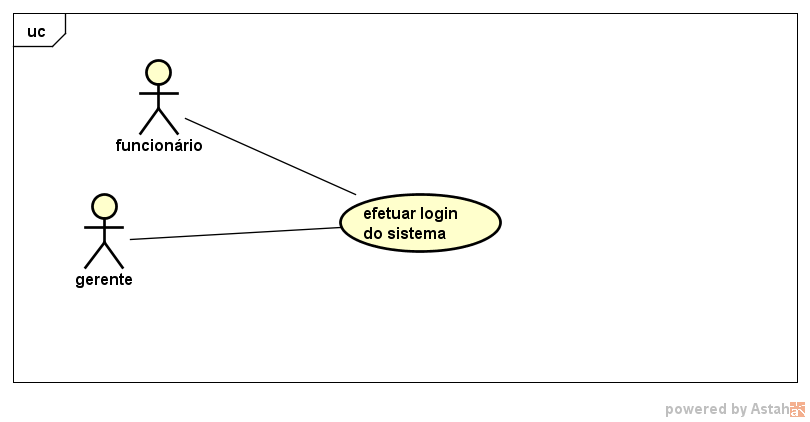 uc
funcionário
efetuar login
do sistema
gerente
powered by Astah